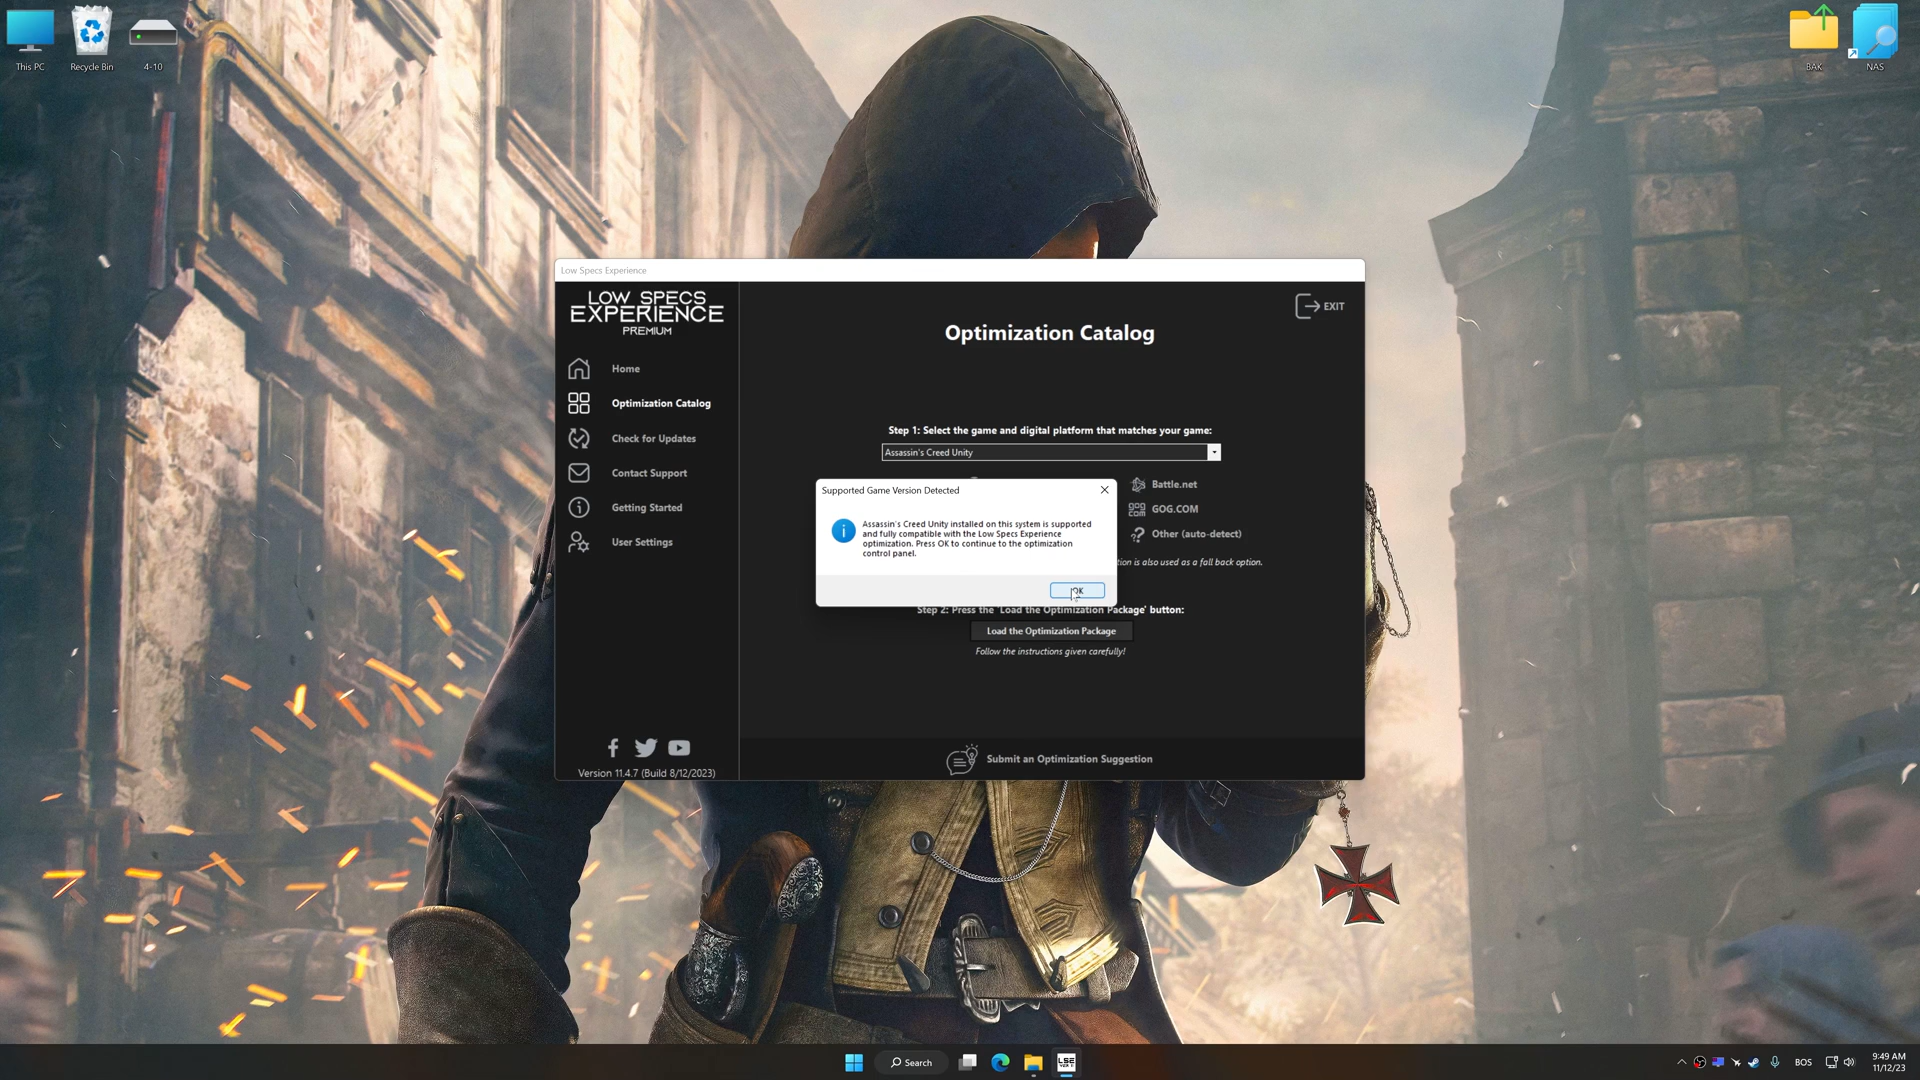 This PC
Recycle Bin
4-10
BAK
NAS
Low Specs Experience
LOW SPECS
EXPERIENCE
PREMIUM
Home
Optimization Catalog
Check for Updates
Contact Support
Getting Started
User Settings
Version 11.4.7 (Build 8/12/2023)
EXIT
Optimization Catalog
Step 1: Select the game and digital platform that matches your game:
Assassin's Creed Unity
Battle.net
GOG.COM
Other (auto-detect)
is also used as a fall back option.
Supported Game Version Detected
Assassin's Creed Unity installed on this system is supported
and fully compatible with the Low Specs Experience
optimization. Press OK to continue to the optimization
control panel.
OK
Step 2: Press the 'Load the Optimization Package' button:
Load the Optimization Package
Follow the instructions given carefully!
Submit an Optimization Suggestion
Search
LSE
BOS
9:49 AM
11/12/23